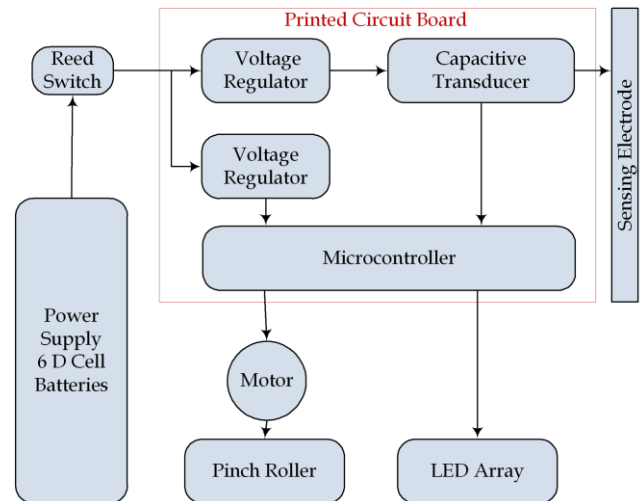 Printed Circuit Board
Reed
Switch
Voltage
Regulator
Capacitive
Transducer
Sensing Electrode
Voltage
Regulator
Microcontroller
Power
Supply
6 D Cell
Batteries
Motor
Pinch Roller
LED Array